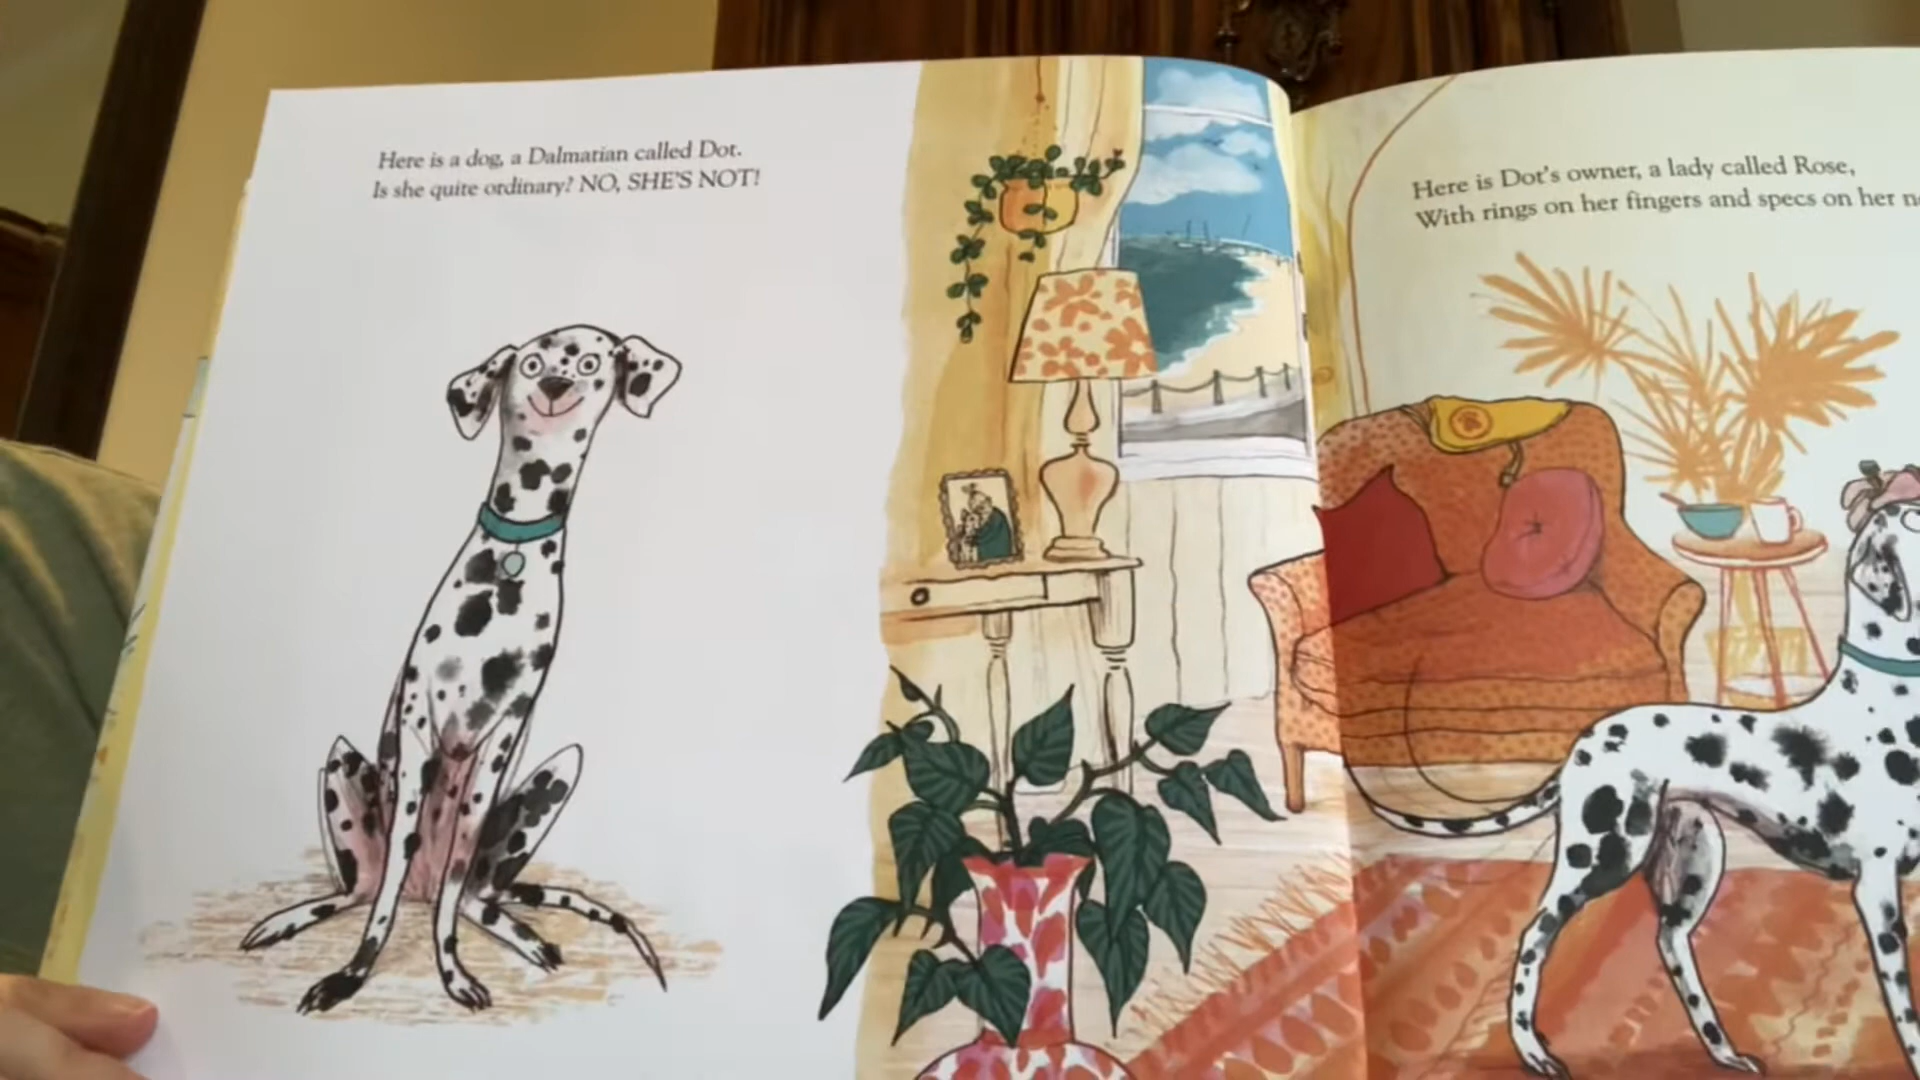 Here is a dog, a Dalmatian called Dot.
Is she quite ordinary? NO, SHE'S NOT!
Here is Dot's owner, a lady called Rose,
With rings on her fingers and specs on her